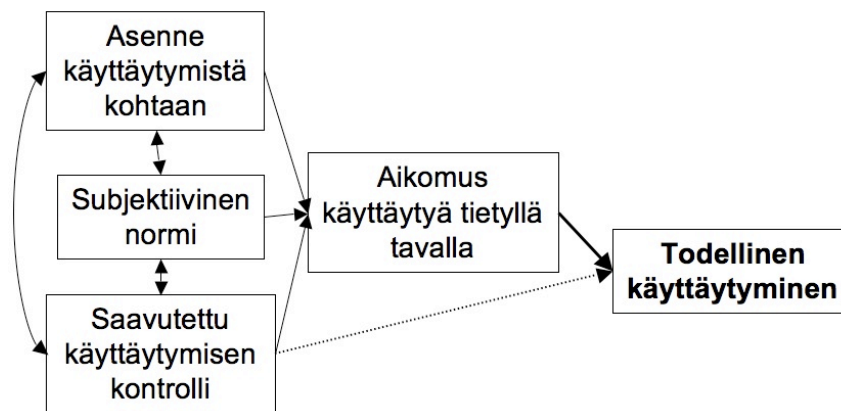 Asenne
käyttäytymistä
kohtaan
Subjektiivinen
normi
Saavutettu
käyttäytymisen
kontrolli
Aikomus
käyttäytyä tietyllä
tavalla
Todellinen
käyttäytyminen